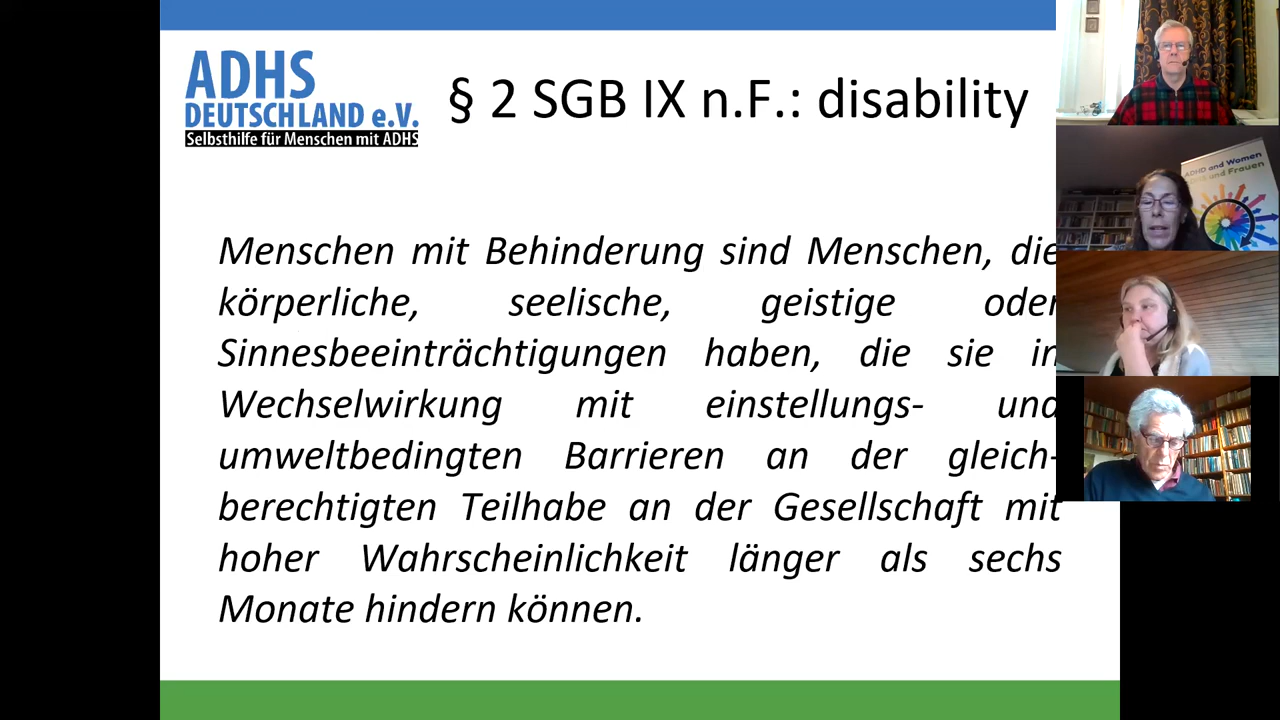 ADHS
DEUTSCHLAND e.V.
Selbsthilfe für Menschen mit ADHS
§ 2 SGB IX n.F.: disability
Menschen mit Behinderung sind Menschen, die
körperliche, seelische, geistige oder
Sinnesbeeinträchtigungen haben, die sie in
Wechselwirkung mit einstellungs- und
umweltbedingten Barrieren an der gleich-
berechtigten Teilhabe an der Gesellschaft mit
hoher Wahrscheinlichkeit länger als sechs
Monate hindern können.
ADHD and Women
und Frauen